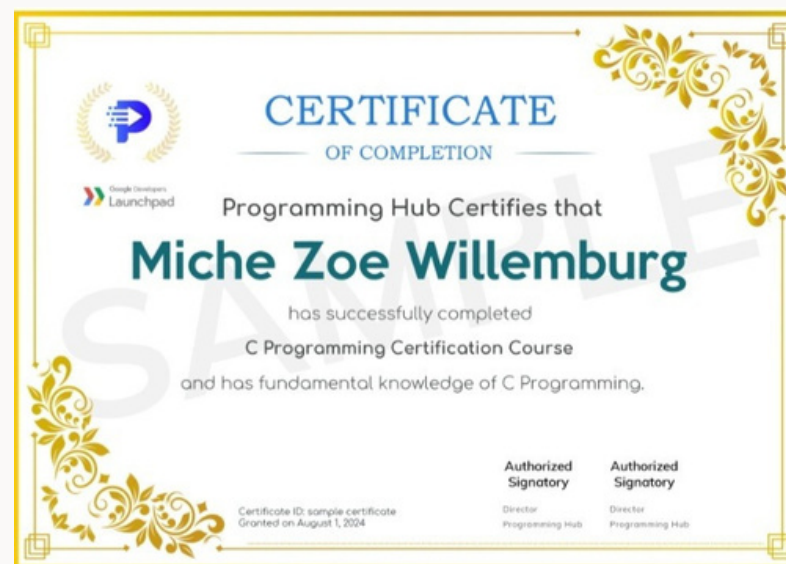 CERTIFICATE
OF COMPLETION
Google Developers
Launchpad
Programming Hub Certifies that
Miche Zoe Willemburg
has successfully completed
C Programming Certification Course
and has fundamental knowledge of C Programming.
SAMPLE
Authorized Signatory
Authorized Signatory
Director
Programming Hub
Director
Programming Hub
Certificate ID: sample certificate
Granted on August 1, 2024